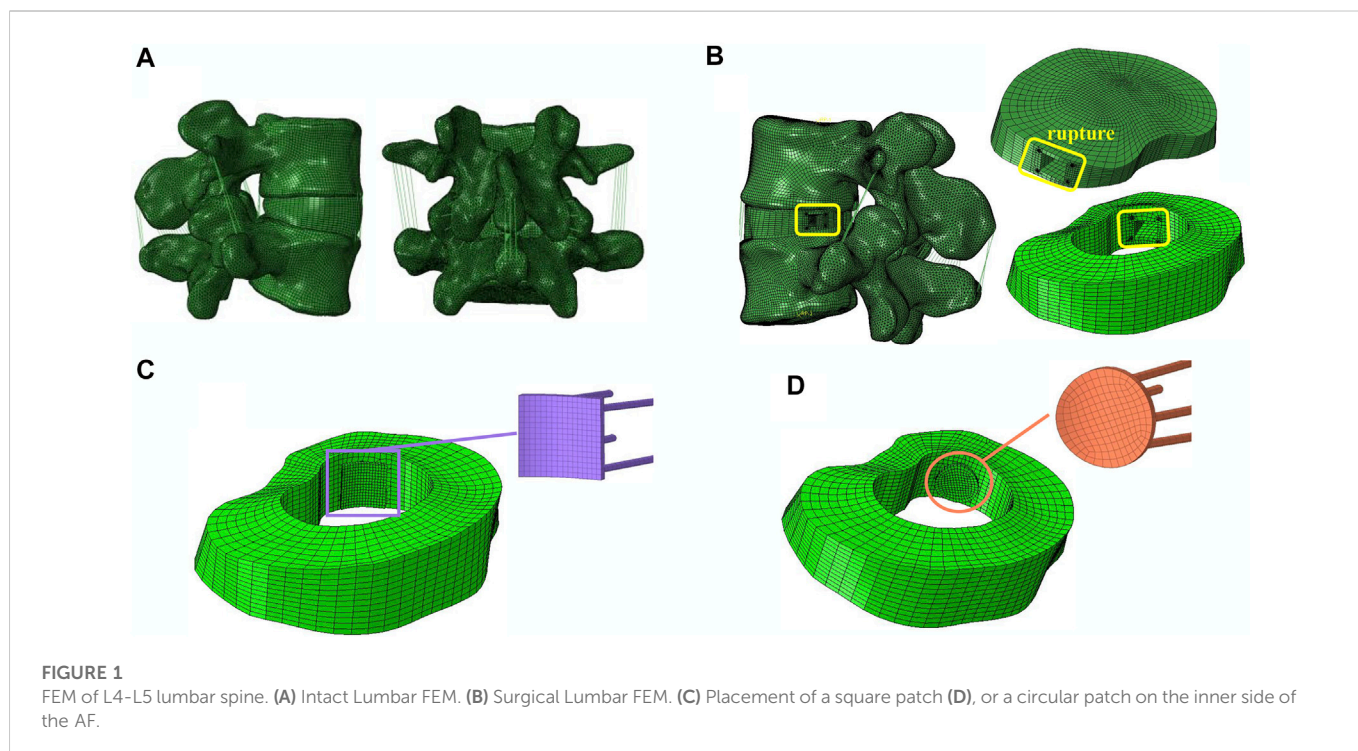 A
B
rupture
C
D
FIGURE 1
FEM of L4-L5 lumbar spine. (A) Intact Lumbar FEM. (B) Surgical Lumbar FEM. (C) Placement of a square patch (D), or a circular patch on the inner side of
the AF.